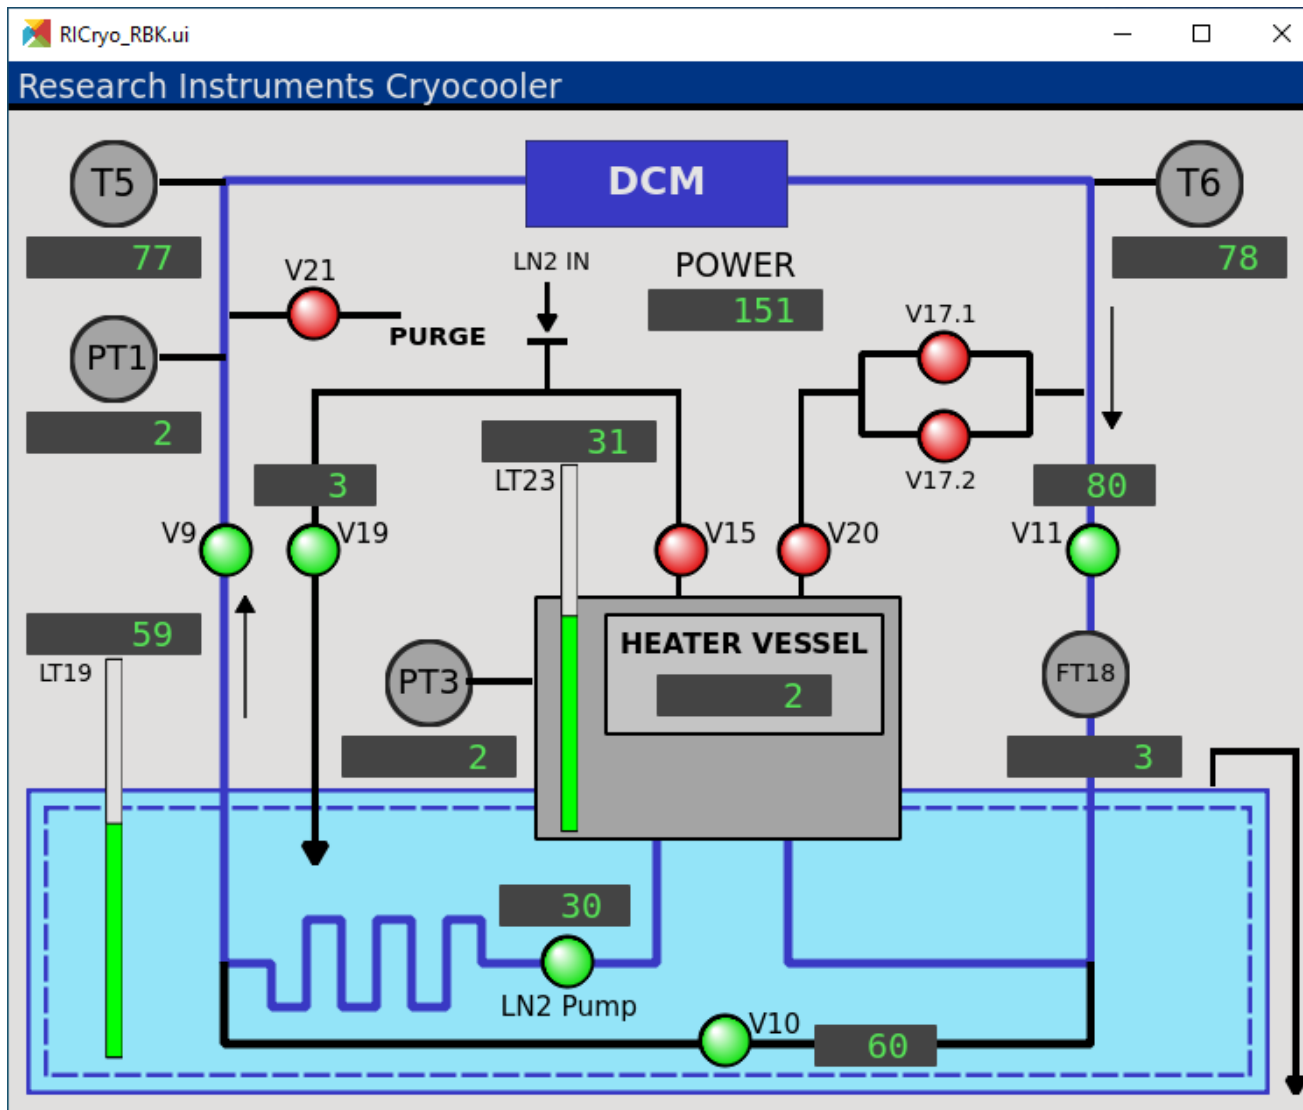 RICryo_RBK.ui
Research Instruments Cryocooler
T5
DCM
T6
77
V21
LN2 IN
POWER
78
151
V17.1
PURGE
PT1
2
31
LT23
V17.2
3
80
V9
V19
V15
V20
V11
59
LT19
HEATER VESSEL
PT3
2
FT18
2
3
30
LN2 Pump
V10
60